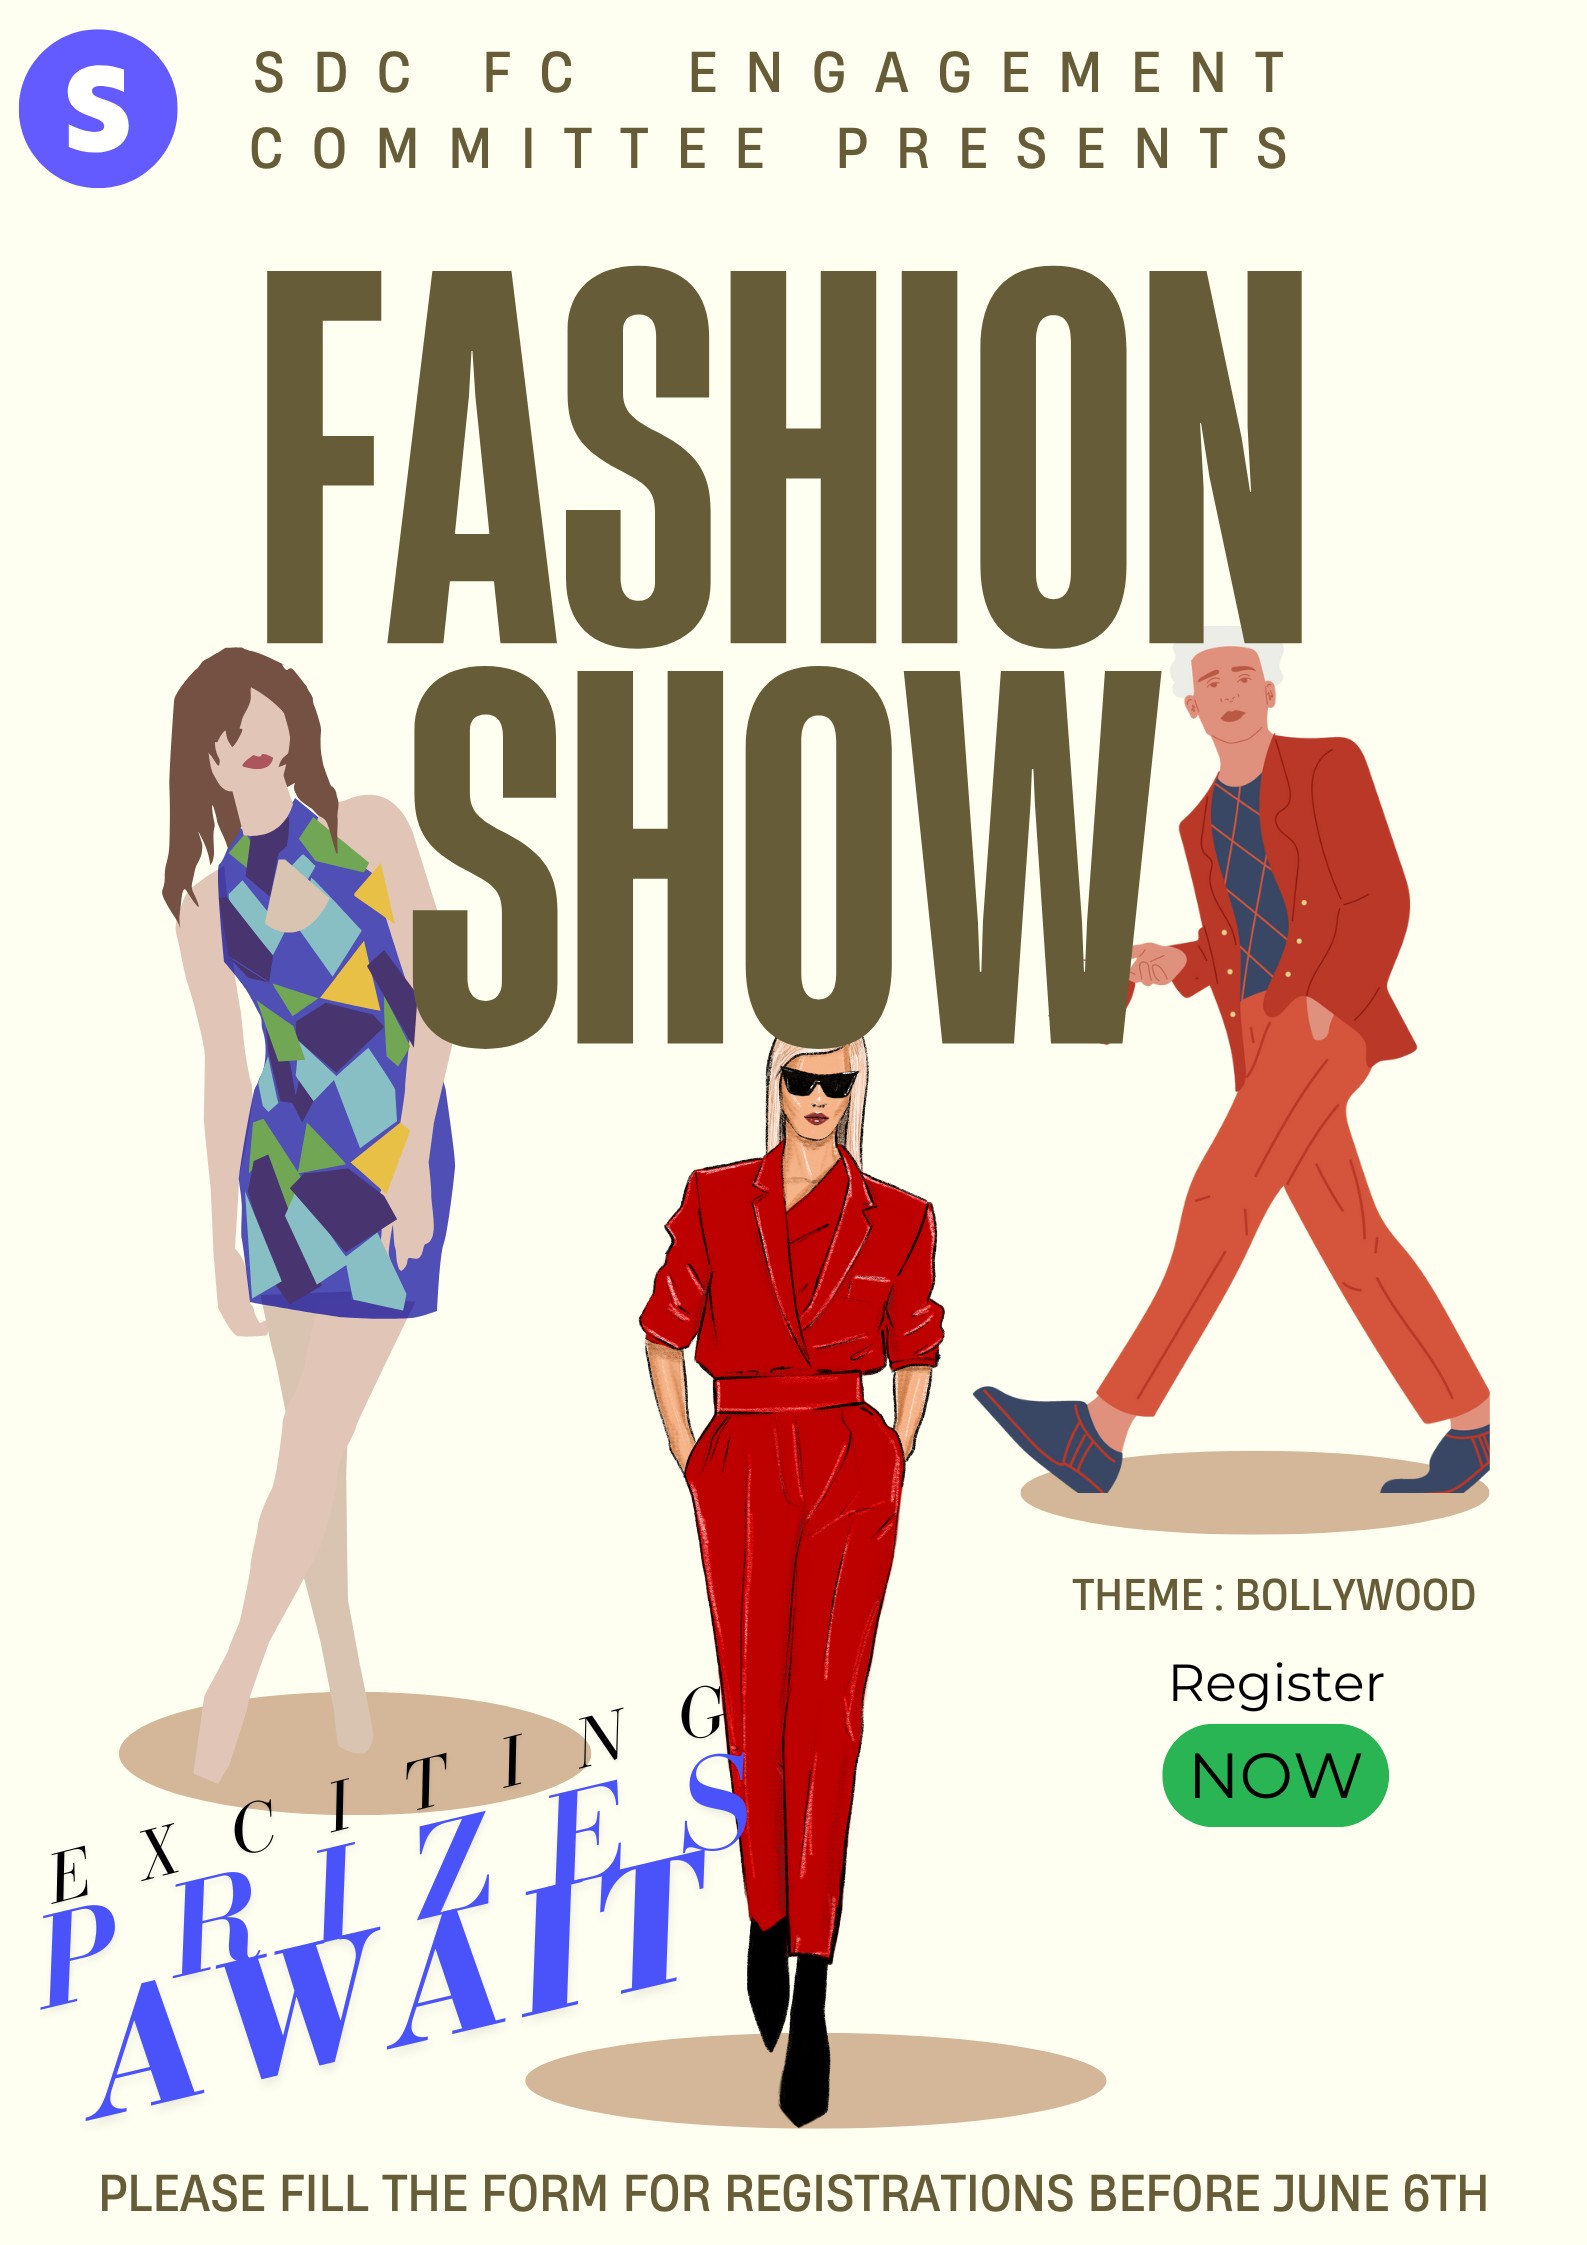 S
SDC FC ENGAGEMENT
COMMITTEE PRESENTS
FASHION
SHOW
THEME : BOLLYWOOD
Register
NOW
EXCITING
PRIZES
AWAIT
PLEASE FILL THE FORM FOR REGISTRATIONS BEFORE JUNE 6TH